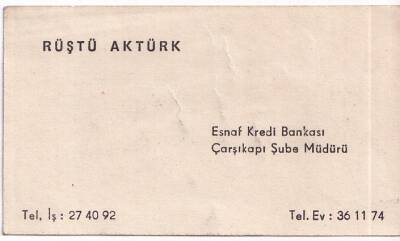 RÜŞTÜ AKTÜRK
Esnaf Kredi Bankası
Çarşıkapı Şube Müdürü
Tel. İş : 27 40 92
Tel. Ev : 36 11 74